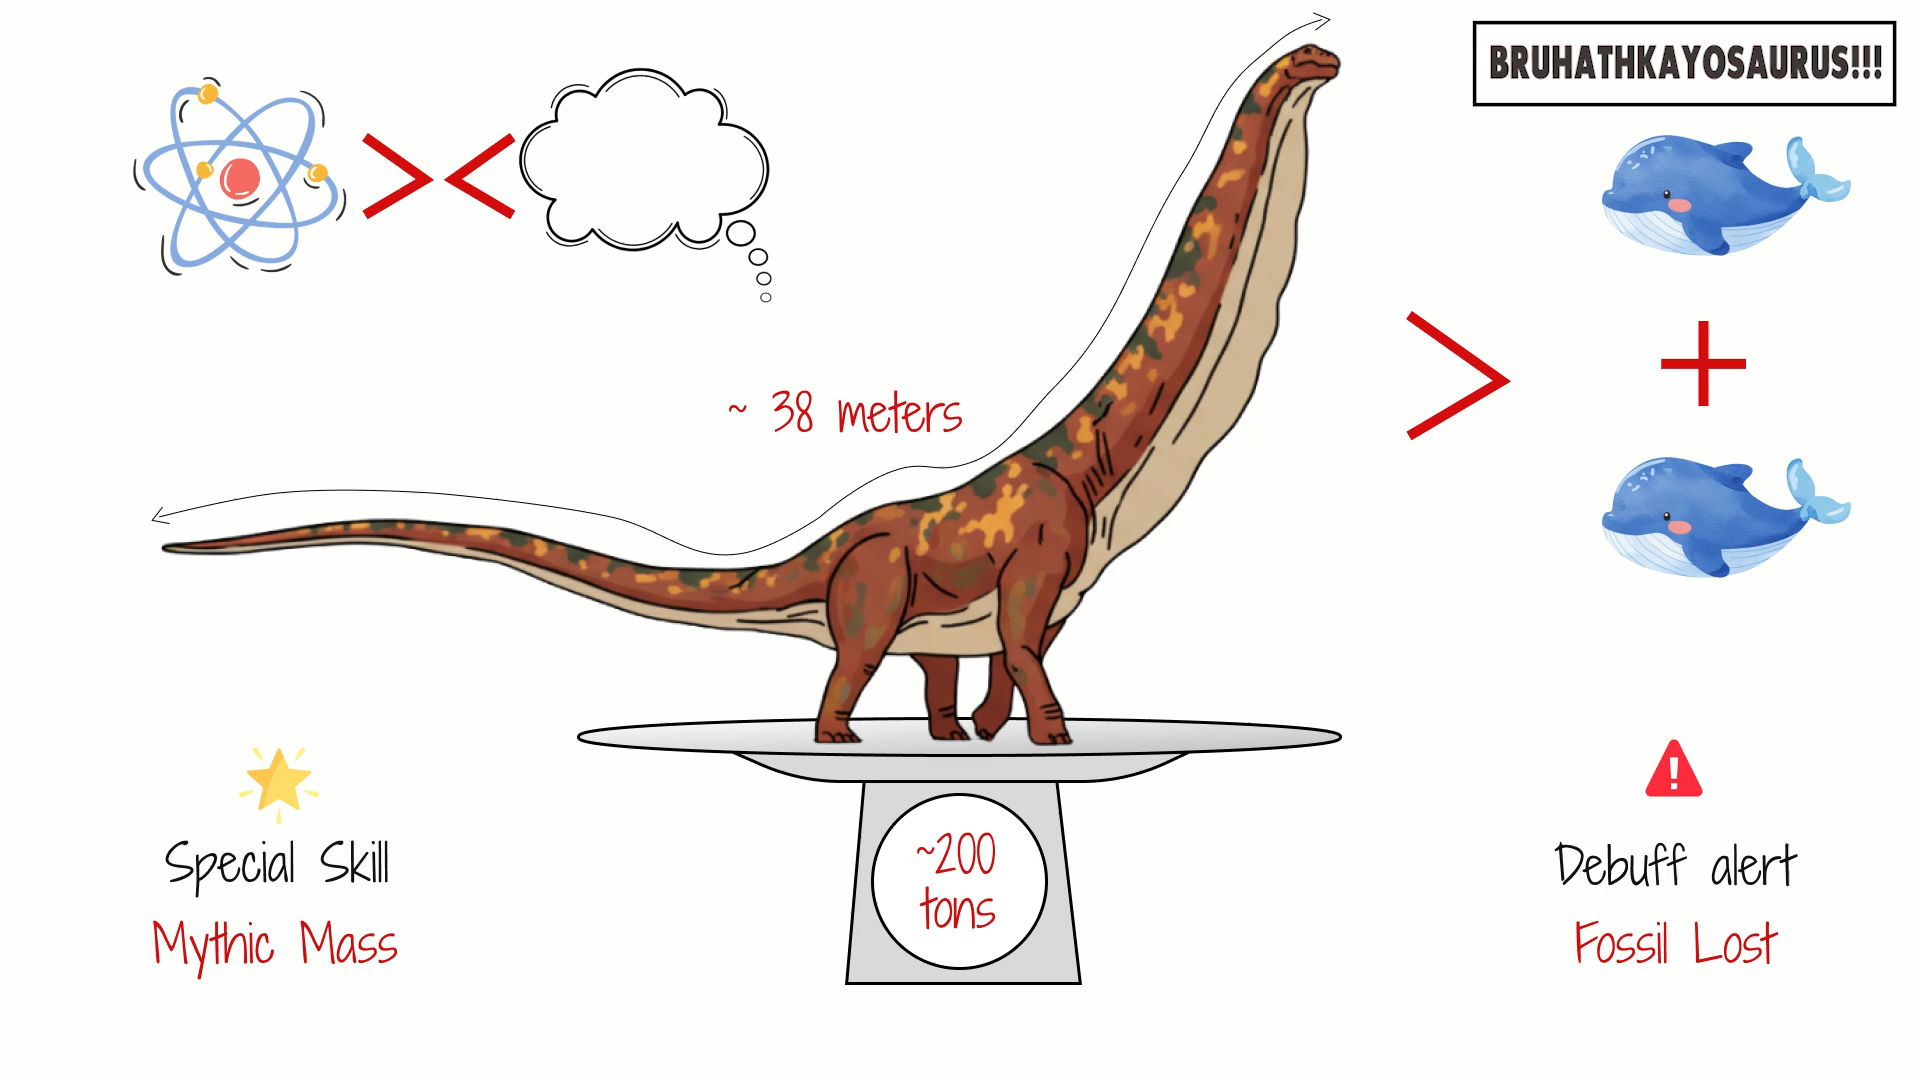 BRUHATHKAYOSAURUS!!!
~ 38 meters
~200
tons
Special Skill
Mythic Mass
Debuff alert
Fossil Lost